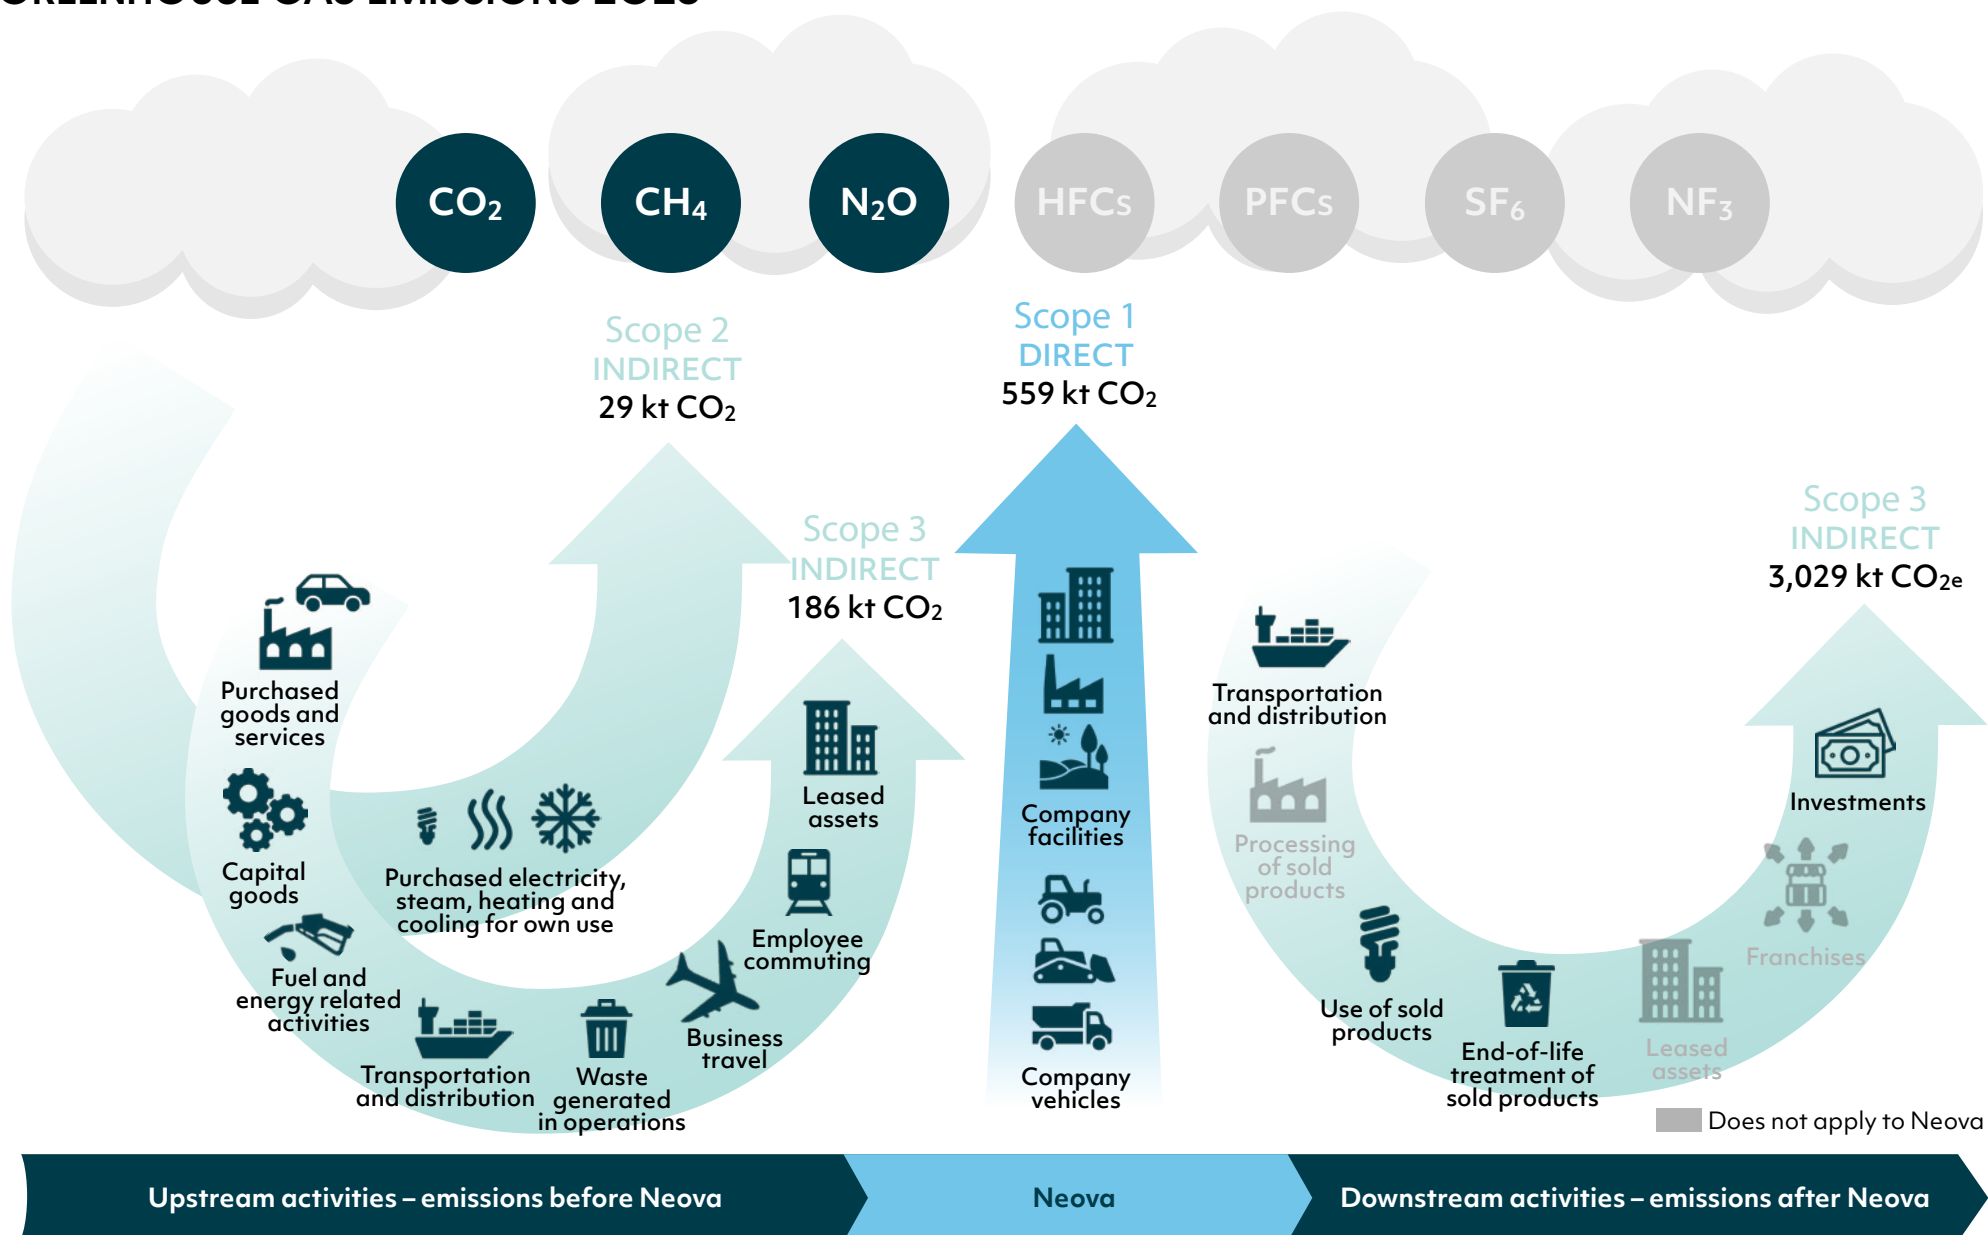 CO₂
CH₄
N₂O
HFCs
PFCs
SF₆
NF₃
Scope 2
INDIRECT
29 kt CO₂
Scope 1
DIRECT
559 kt CO₂
Scope 3
INDIRECT
186 kt CO₂
Scope 3
INDIRECT
3,029 kt CO₂e
Purchased
goods and
services
Capital
goods
Fuel and
energy related
activities
Transportation
and distribution
Waste
generated
in operations
Business
travel
Employee
commuting
Leased
assets
Purchased electricity,
steam, heating and
cooling for own use
Company
facilities
Company
vehicles
Transportation
and distribution
Processing
of sold
products
Use of sold
products
End-of-life
treatment of
sold products
Leased
assets
Franchises
Investments
Does not apply to Neova
Upstream activities – emissions before Neova
Neova
Downstream activities – emissions after Neova